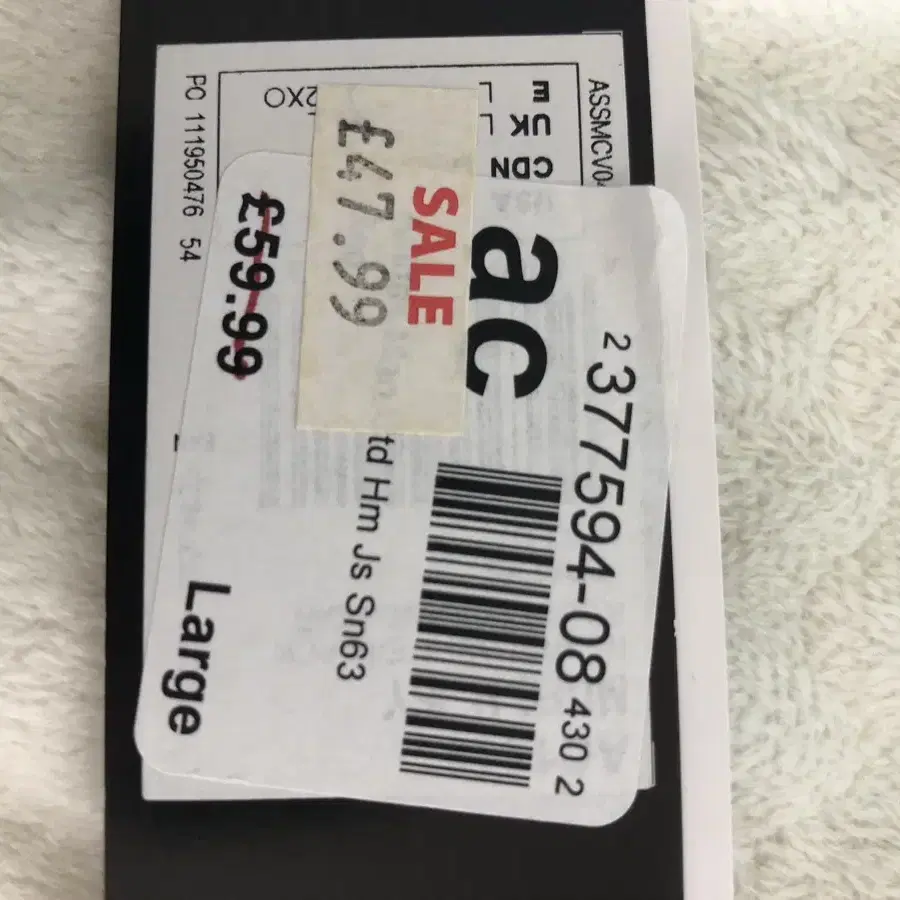 2 377594-08 430 2
ac
td Hm Js Sn63
£59.99
Large
SALE
£47.99
ASSMCV0
E
UK
CDN
L
L
PO 111950476 54